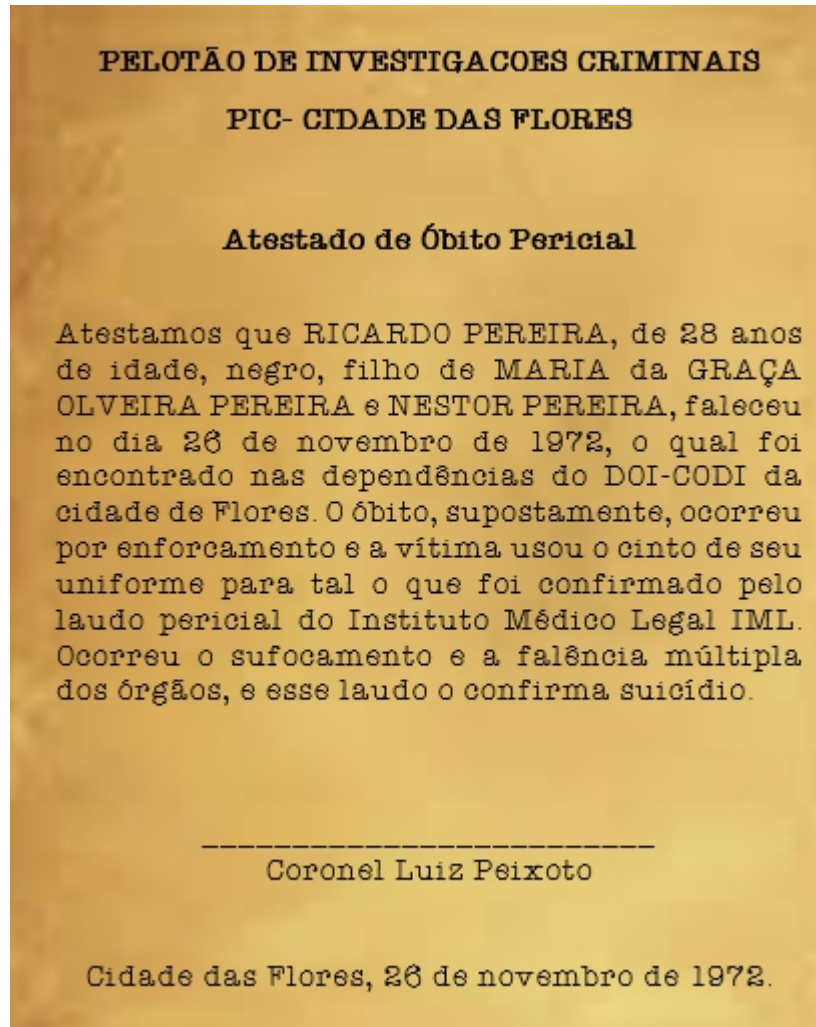 PELOTÃO DE INVESTIGACOES CRIMINAIS
PIC- CIDADE DAS FLORES
Atestado de Óbito Pericial
Atestamos que RICARDO PEREIRA, de 28 anos
de idade, negro, filho de MARIA da GRAÇA
OLVEIRA PEREIRA e NESTOR PEREIRA, faleceu
no dia 26 de novembro de 1972, o qual foi
encontrado nas dependências do DOI-CODI da
cidade de Flores. O óbito, supostamente, ocorreu
por enforcamento e a vítima usou o cinto de seu
uniforme para tal o que foi confirmado pelo
laudo pericial do Instituto Médico Legal IML.
Ocorreu o sufocamento e a falência múltipla
dos órgãos, e esse laudo o confirma suicídio.
_________________________
Coronel Luiz Peixoto
Cidade das Flores, 26 de novembro de 1972.